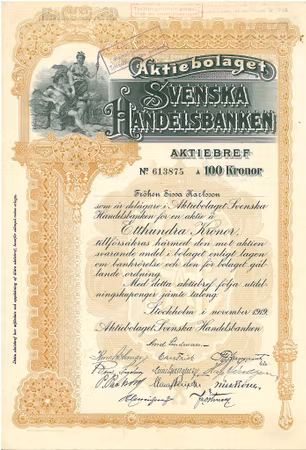 Aktiebolaget
SVENSKA
HANDELSBANKEN
AKTIEBREF
No 613875 A 100 Kronor
Fröken Sissa Karlsson
som är delägare i Aktiebolaget Svenska
Handelsbanken för en aktie å
Etthundra Kronor,
tillförsäkras härmed den mot aktien
svarande andel i bolaget enligt lagen
om bankrörelse och den för bolaget gäl
lande ordning.
Med detta aktiebref följa utdel
ningskuponger jämte talong.
Stockholm i november 1919.
Aktiebolaget Svenska Handelsbanken